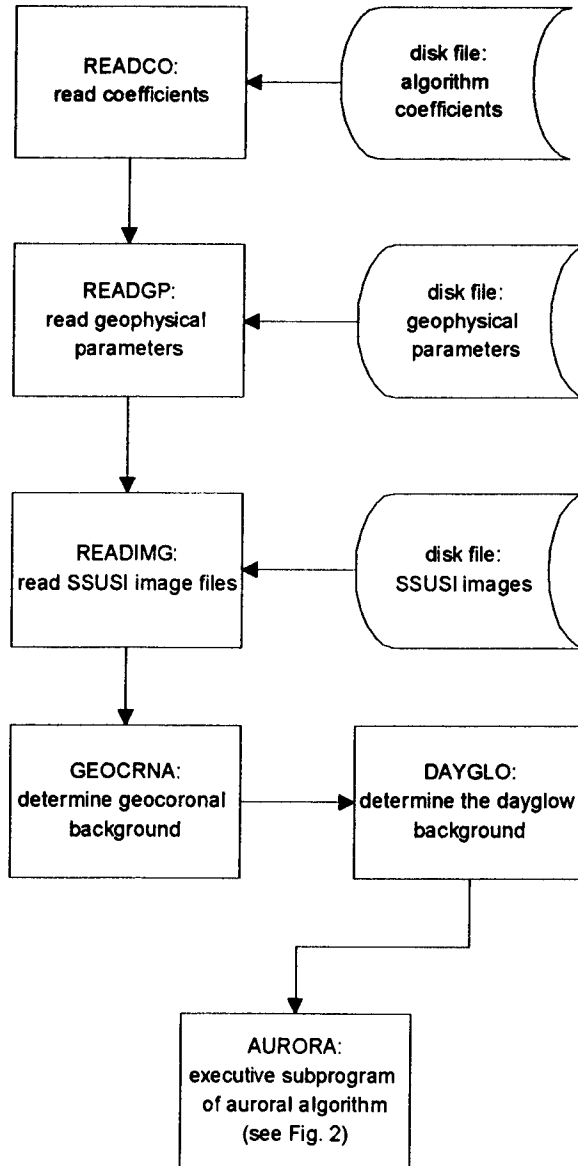 READCO:
read coefficients
disk file:
algorithm
coefficients
READGP:
read geophysical
parameters
disk file:
geophysical
parameters
READIMG:
read SSUSI image files
disk file:
SSUSI images
GEOCRNA:
determine geocoronal
background
DAYGLO:
determine the dayglow
background
AURORA:
executive subprogram
of auroral algorithm
(see Fig. 2)